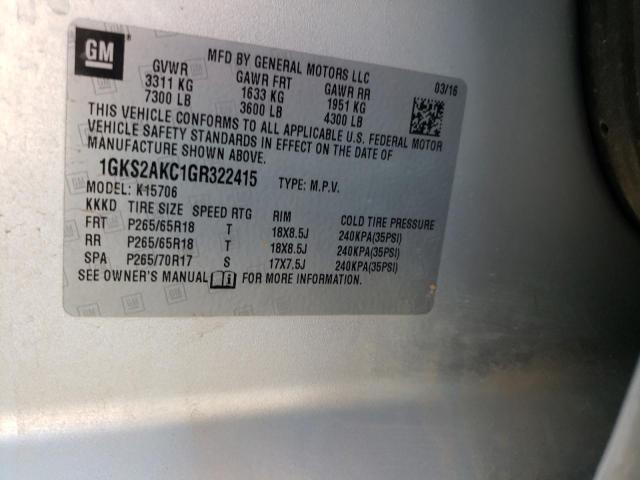 GM
MFD BY GENERAL MOTORS LLC
GVWR GAWR FRT GAWR RR 03/16
3311 KG 1633 KG 1951 KG
7300 LB 3600 LB 4300 LB
THIS VEHICLE CONFORMS TO ALL APPLICABLE U.S. FEDERAL MOTOR
VEHICLE SAFETY STANDARDS IN EFFECT ON THE DATE OF
MANUFACTURE SHOWN ABOVE.
1GKS2AKC1GR322415 TYPE: M.P.V.
MODEL: K15706
KKKD TIRE SIZE SPEED RTG RIM COLD TIRE PRESSURE
FRT P265/65R18 T 18X8.5J 240KPA(35PSI)
RR P265/65R18 T 18X8.5J 240KPA(35PSI)
SPA P265/70R17 S 17X7.5J 240KPA(35PSI)
SEE OWNER'S MANUAL FOR MORE INFORMATION.